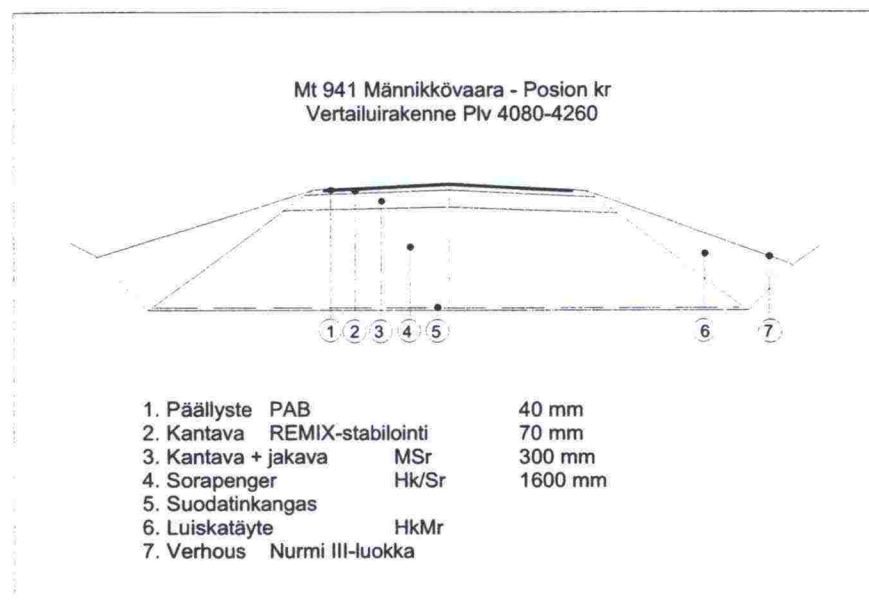 Mt 941 Männikkövaara - Posion kr
Vertailuirakenne Plv 4080-4260
1 2 3 4 5 6 7
1. Päällyste PAB 40 mm
2. Kantava REMIX-stabilointi 70 mm
3. Kantava + jakava MSr 300 mm
4. Sorapenger Hk/Sr 1600 mm
5. Suodatinkangas
6. Luiskatäyte HkMr
7. Verhous Nurmi III-luokka